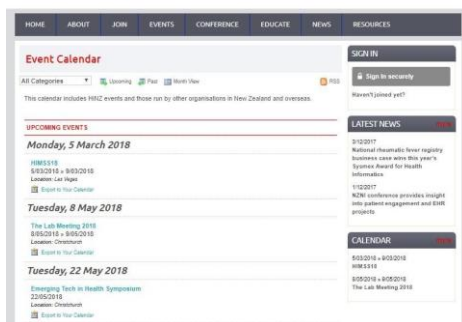 HOME ABOUT JOIN EVENTS CONFERENCE EDUCATE NEWS RESOURCES
Event Calendar
All Categories Upcoming Past Month View RSS
This calendar includes HINZ events and those run by other organisations in New Zealand and overseas.
UPCOMING EVENTS
Monday, 5 March 2018
HIMSS18
5/03/2018 » 9/03/2018
Location: Las Vegas
Export to Your Calendar
Tuesday, 8 May 2018
The Lab Meeting 2018
8/05/2018 » 9/05/2018
Location: Christchurch
Export to Your Calendar
Tuesday, 22 May 2018
Emerging Tech in Health Symposium
22/05/2018
Location: Christchurch
Export to Your Calendar
SIGN IN
Sign In securely
Haven't joined yet?
LATEST NEWS
3/12/2017
National rheumatic fever registry
business case wins this year's
Sysmex Award for Health
Informatics
1/12/2017
NZNI conference provides insight
into patient engagement and EHR
projects
CALENDAR
5/03/2018 » 9/03/2018
HIMSS18
8/05/2018 » 9/05/2018
The Lab Meeting 2018